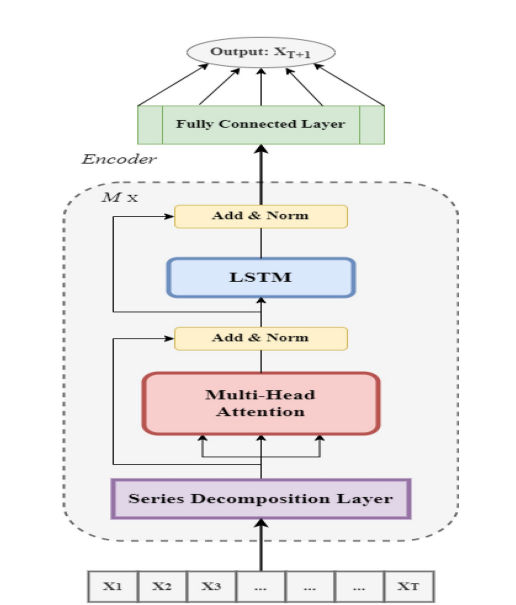 Output: X_{T+1}
Fully Connected Layer
Encoder
M x
Add & Norm
LSTM
Add & Norm
Multi-Head
Attention
Series Decomposition Layer
X1 X2 X3 ... ... ... XT